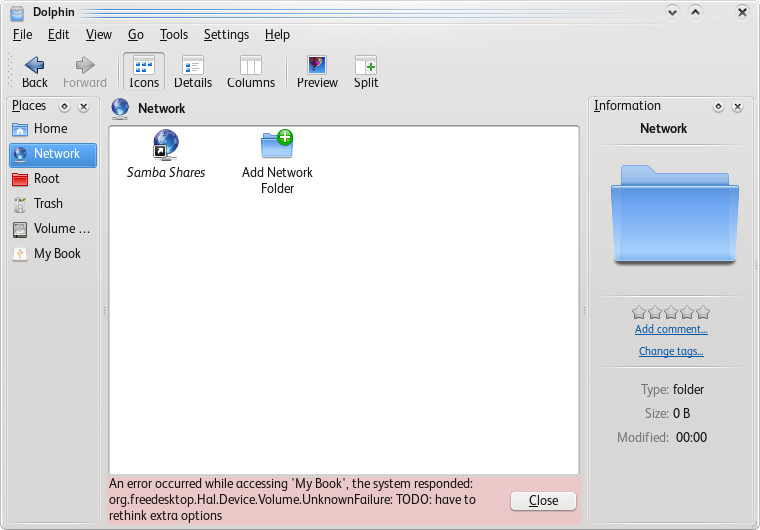 Dolphin
File Edit View Go Tools Settings Help
Back Forward Icons Details Columns Preview Split
Places
Home
Network
Root
Trash
Volume ...
My Book
Network
Samba Shares
Add Network
Folder
An error occurred while accessing 'My Book', the system responded:
org.freedesktop.Hal.Device.Volume.UnknownFailure: TODO: have to
rethink extra options
Close
Information
Network
Add comment...
Change tags...
Type: folder
Size: 0 B
Modified: 00:00